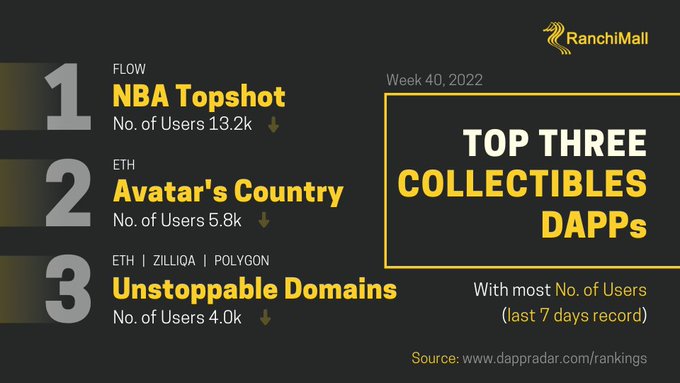 RanchiMall
Week 40, 2022
TOP THREE
COLLECTIBLES
DAPPs
With most No. of Users
(last 7 days record)
1
FLOW
NBA Topshot
No. of Users 13.2k
2
ETH
Avatar's Country
No. of Users 5.8k
3
ETH | ZILLIQA | POLYGON
Unstoppable Domains
No. of Users 4.0k
Source: www.dappradar.com/rankings